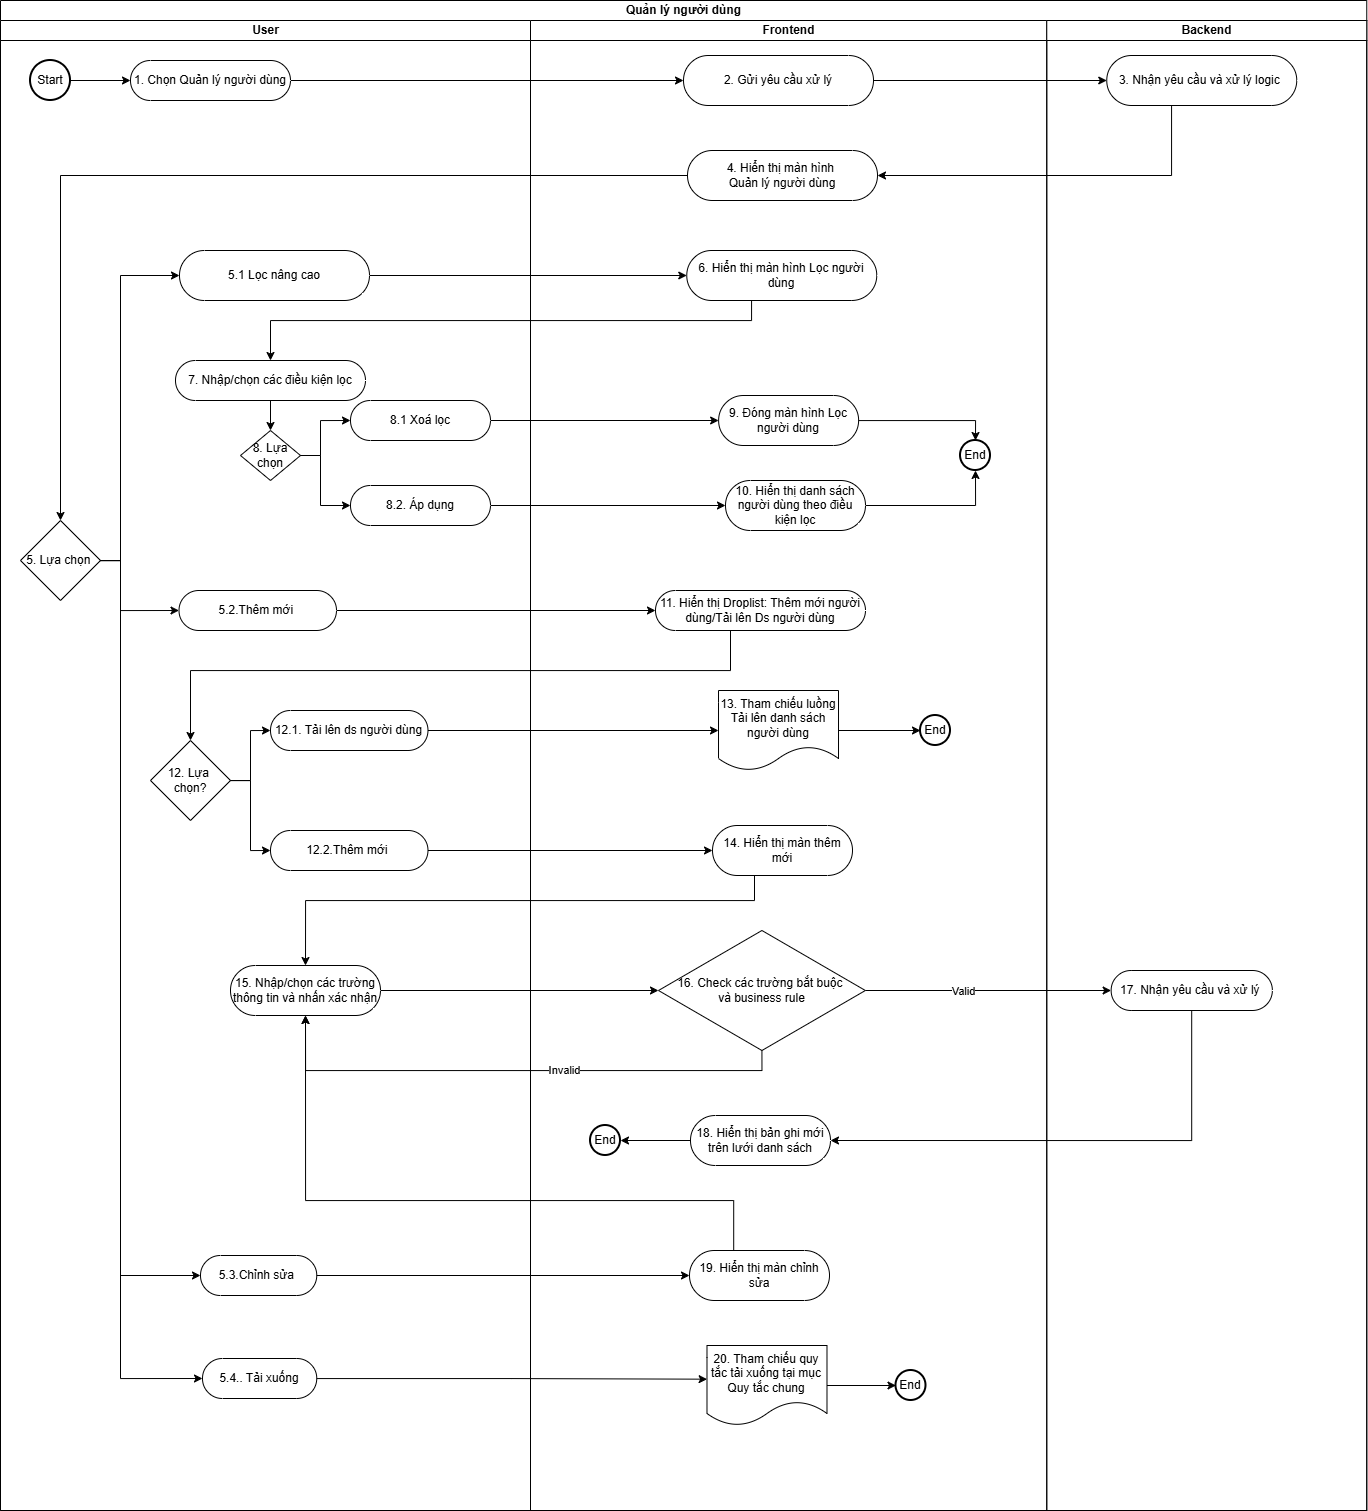 Quản lý người dùng
User
Frontend
Backend
Start
1. Chọn Quản lý người dùng
2. Gửi yêu cầu xử lý
3. Nhận yêu cầu và xử lý logic
4. Hiển thị màn hình
Quản lý người dùng
5.1 Lọc nâng cao
6. Hiển thị màn hình Lọc người
dùng
7. Nhập/chọn các điều kiện lọc
8. Lựa
chọn
8.1 Xoá lọc
9. Đóng màn hình Lọc
người dùng
End
8.2. Áp dụng
10. Hiển thị danh sách
người dùng theo điều
kiện lọc
5. Lựa chọn
5.2.Thêm mới
11. Hiển thị Droplist: Thêm mới người
dùng/Tải lên Ds người dùng
12. Lựa
chọn?
12.1. Tải lên ds người dùng
13. Tham chiếu luồng
Tải lên danh sách
người dùng
End
12.2.Thêm mới
14. Hiển thị màn thêm
mới
15. Nhập/chọn các trường
thông tin và nhấn xác nhận
16. Check các trường bắt buộc
và business rule
Valid
17. Nhận yêu cầu và xử lý
Invalid
End
18. Hiển thị bản ghi mới
trên lưới danh sách
5.3.Chỉnh sửa
19. Hiển thị màn chỉnh
sửa
5.4.. Tải xuống
20. Tham chiếu quy
tắc tải xuống tại mục
Quy tắc chung
End